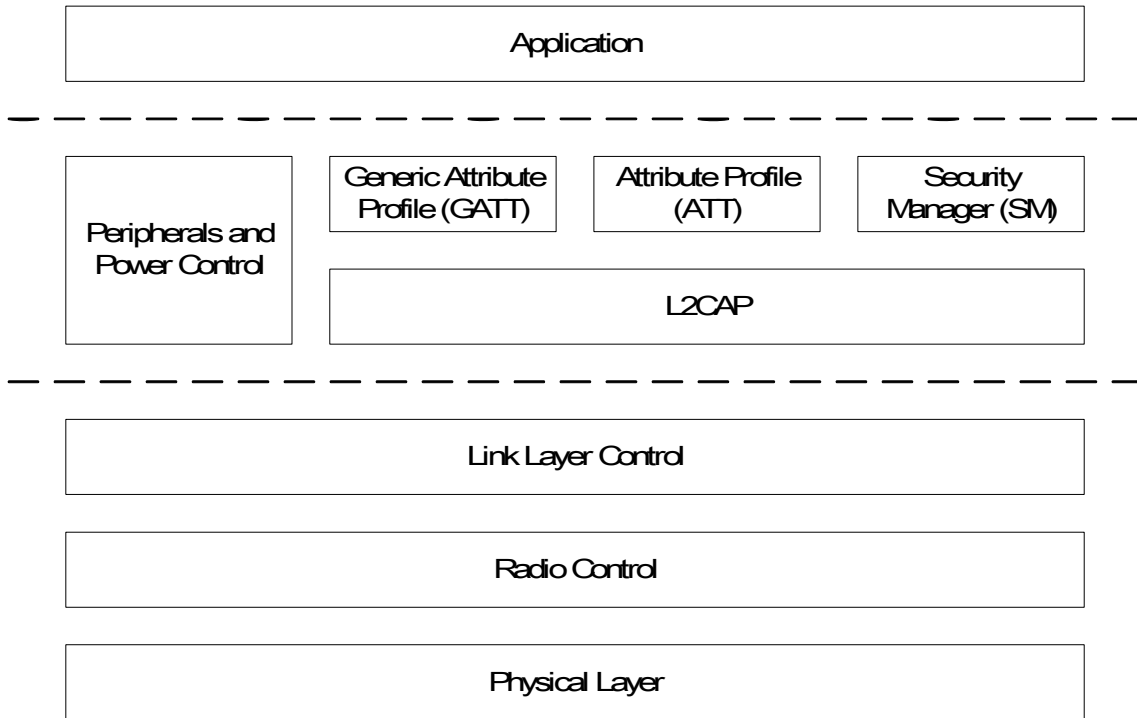 Application
Generic Attribute
Profile (GATT)
Attribute Profile
(ATT)
Security
Manager (SM)
Peripherals and
Power Control
L2CAP
Link Layer Control
Radio Control
Physical Layer